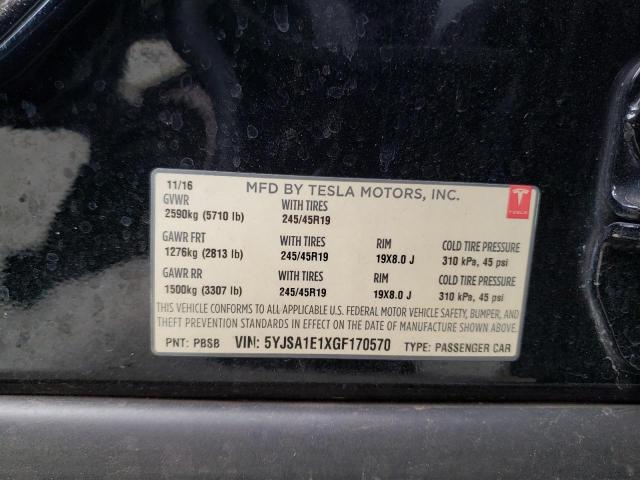 11/16 MFD BY TESLA MOTORS, INC.
TESLA
GVWR WITH TIRES
2590kg (5710 lb) 245/45R19
GAWR FRT WITH TIRES RIM COLD TIRE PRESSURE
1276kg (2813 lb) 245/45R19 19X8.0 J 310 kPa, 45 psi
GAWR RR WITH TIRES RIM COLD TIRE PRESSURE
1500kg (3307 lb) 245/45R19 19X8.0 J 310 kPa, 45 psi
THIS VEHICLE CONFORMS TO ALL APPLICABLE U.S. FEDERAL MOTOR VEHICLE SAFETY, BUMPER, AND
THEFT PREVENTION STANDARDS IN EFFECT ON THE DATE OF MANUFACTURE SHOWN ABOVE.
PNT: PBSB VIN: 5YJSA1E1XGF170570 TYPE: PASSENGER CAR